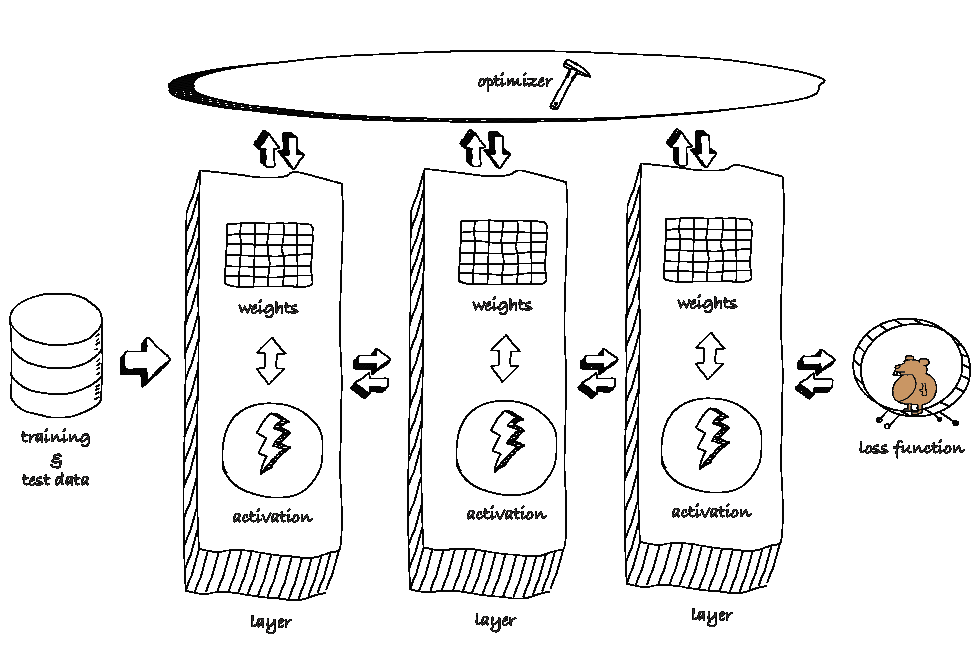 optimizer
weights
weights
weights
training
&
test data
loss function
activation
activation
activation
layer
layer
layer